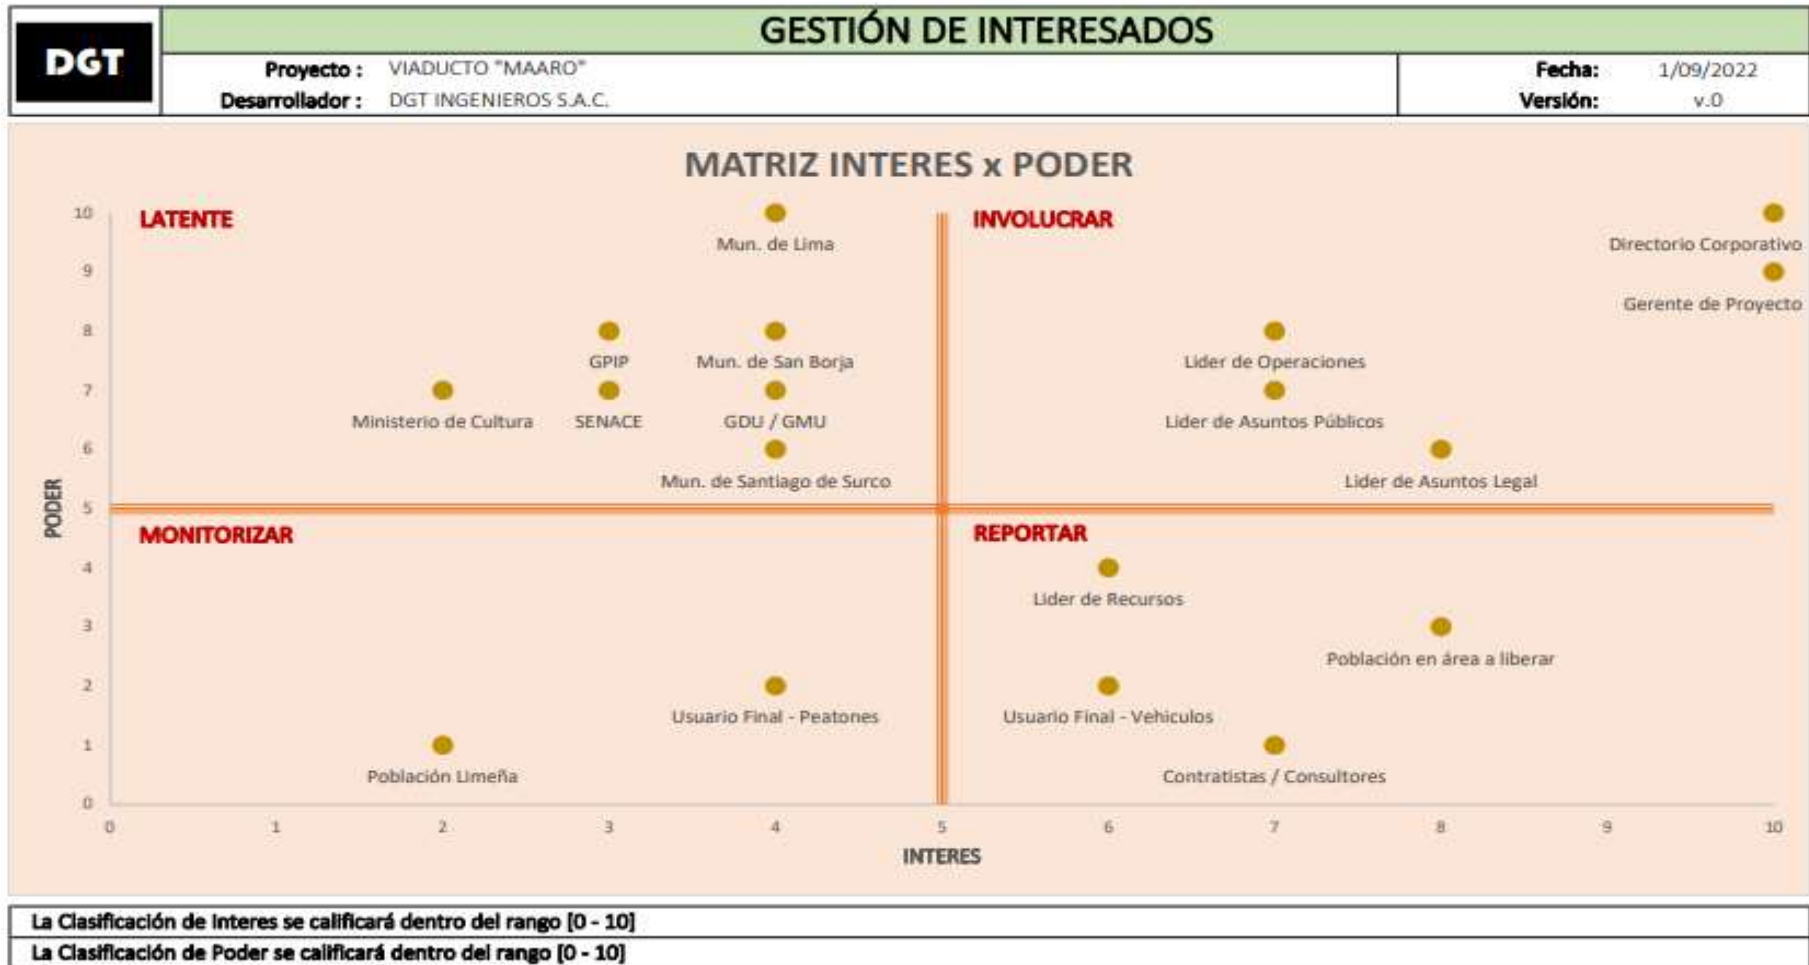 DGT
GESTIÓN DE INTERESADOS
Proyecto : VIADUCTO "MAARO"
Fecha: 1/09/2022
Desarrollador : DGT INGENIEROS S.A.C.
Versión: v.0
MATRIZ INTERES x PODER
LATENTE
INVOLUCRAR
Mun. de Lima
Directorio Corporativo
Gerente de Proyecto
GPIP
Mun. de San Borja
Lider de Operaciones
Ministerio de Cultura
SENACE
GDU / GMU
Lider de Asuntos Públicos
Mun. de Santiago de Surco
Lider de Asuntos Legal
MONITORIZAR
REPORTAR
Lider de Recursos
Población en área a liberar
Usuario Final - Peatones
Usuario Final - Vehiculos
Población Limeña
Contratistas / Consultores
PODER
10
9
8
7
6
5
4
3
2
1
0
0 1 2 3 4 5 6 7 8 9 10
INTERES
La Clasificación de Interes se calificará dentro del rango [0 - 10]
La Clasificación de Poder se calificará dentro del rango [0 - 10]